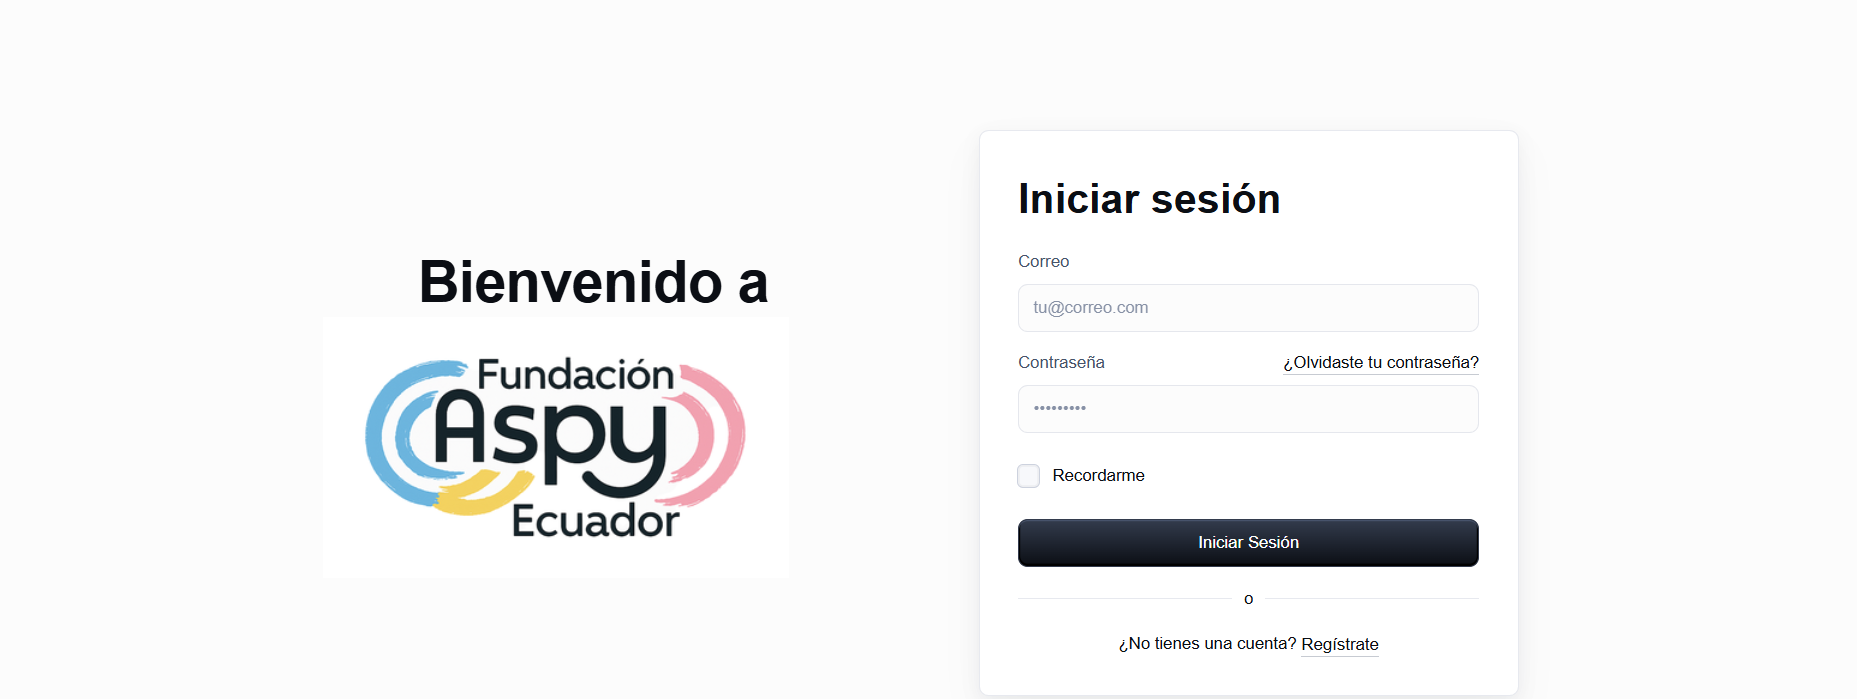 Bienvenido a
Fundación
Aspy
Ecuador
Iniciar sesión
Correo
tu@correo.com
Contraseña ¿Olvidaste tu contraseña?
•••••••••
Recordarme
Iniciar Sesión
o
¿No tienes una cuenta? Regístrate